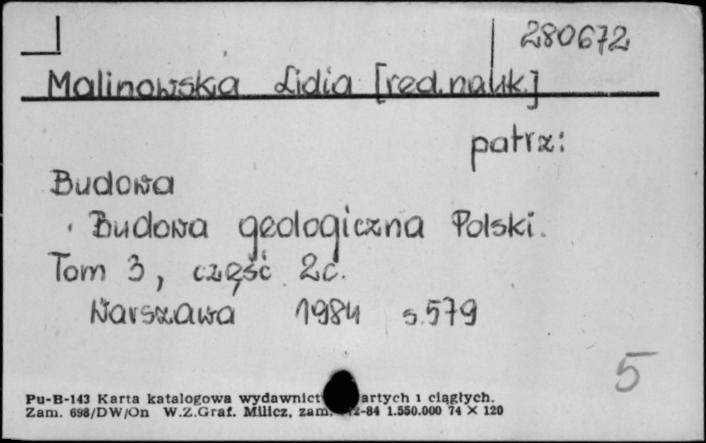 280672
Malinowska Lidia [red.nauk.]
patrz:
Budowa
Budowa geologiczna Polski.
Tom 3, część 2c.
Warszawa 1984 s.579
5
Pu-B-143 Karta katalogowa wydawnict artych i ciągłych.
Zam. 698/DW/On W.Z.Graf. Milicz, zam. 2-84 1.550.000 74 × 120